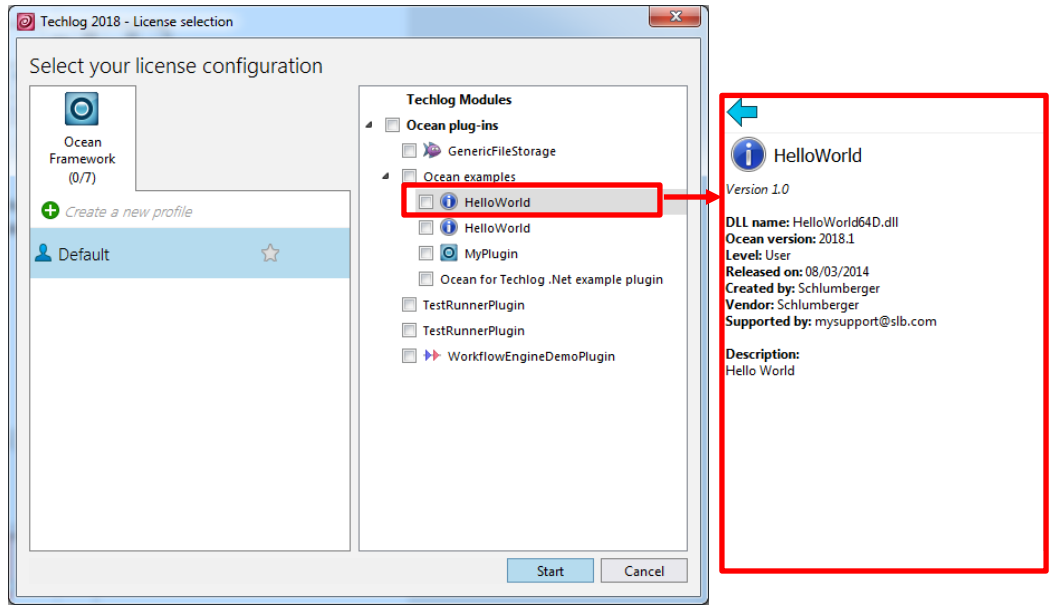 Techlog 2018 - License selection
Select your license configuration
Ocean
Framework
(0/7)
Create a new profile
Default
Techlog Modules
Ocean plug-ins
GenericFileStorage
Ocean examples
HelloWorld
HelloWorld
MyPlugin
Ocean for Techlog .Net example plugin
TestRunnerPlugin
TestRunnerPlugin
WorkflowEngineDemoPlugin
Start
Cancel
HelloWorld
Version 1.0
DLL name: HelloWorld64D.dll
Ocean version: 2018.1
Level: User
Released on: 08/03/2014
Created by: Schlumberger
Vendor: Schlumberger
Supported by: mysupport@slb.com
Description:
Hello World